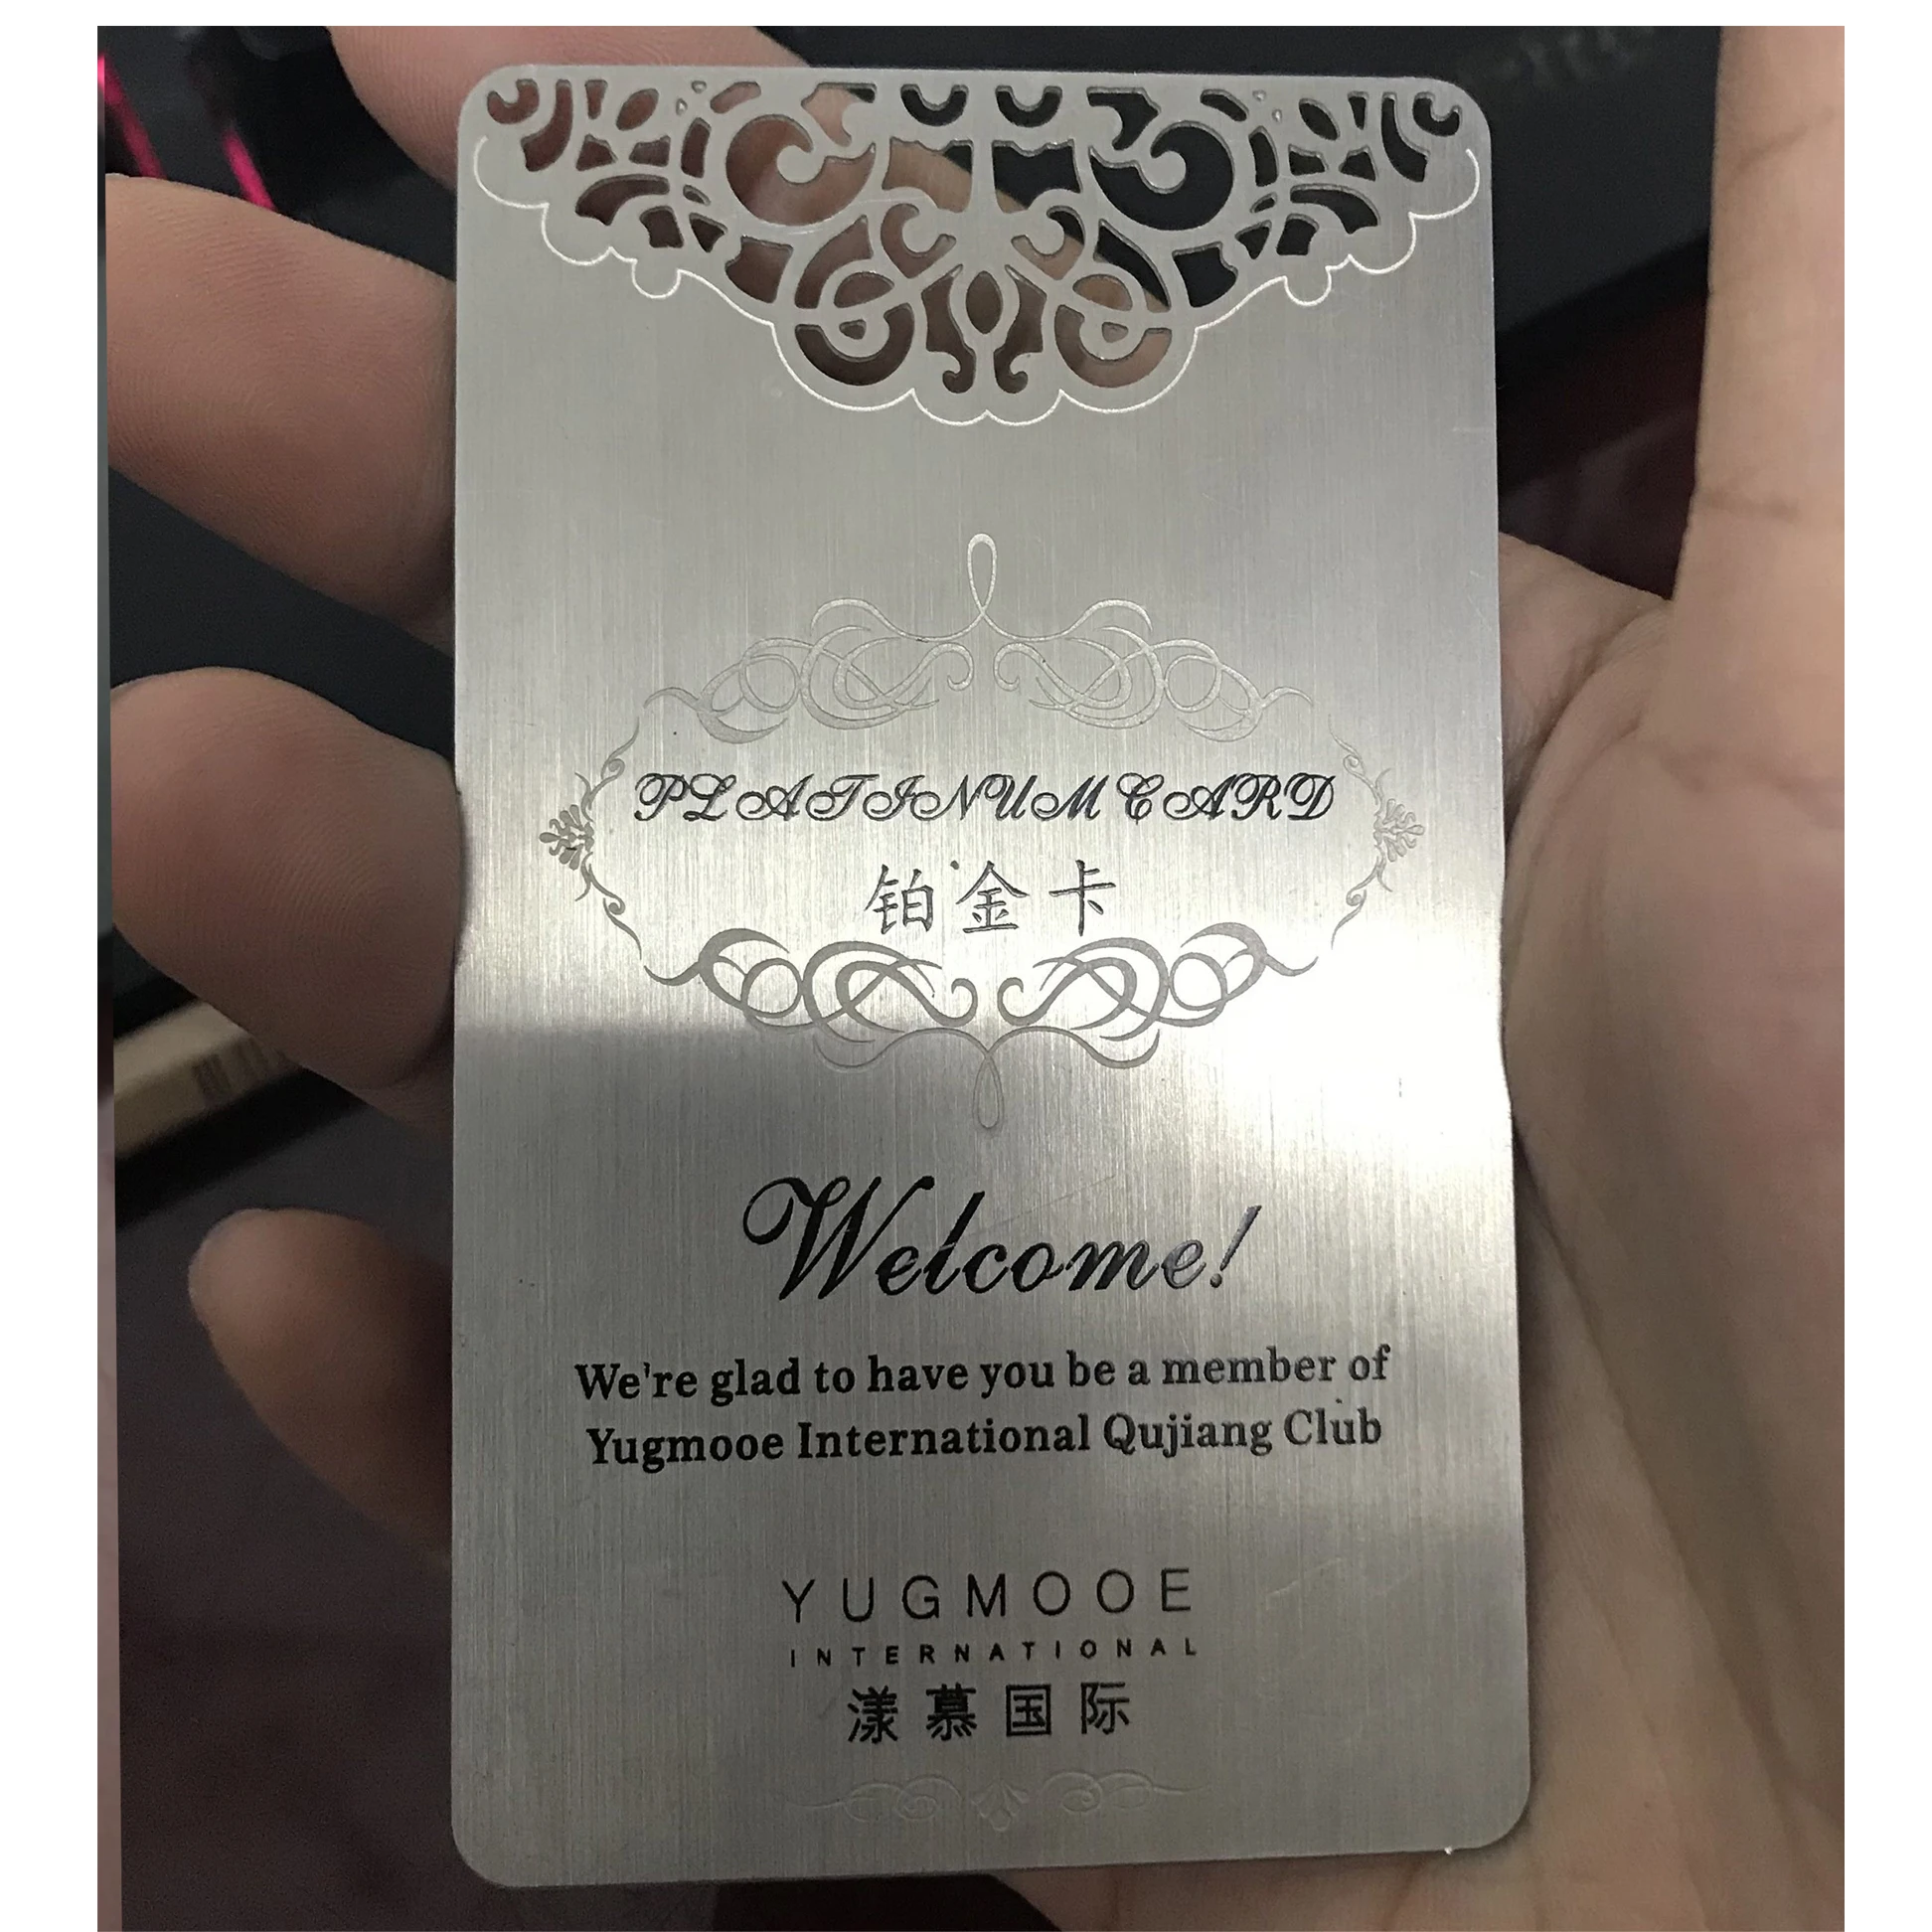 PLATINUM CARD
铂金卡
Welcome!
We're glad to have you be a member of
Yugmooe International Qujiang Club
YUGMOOE
INTERNATIONAL
漾慕国际